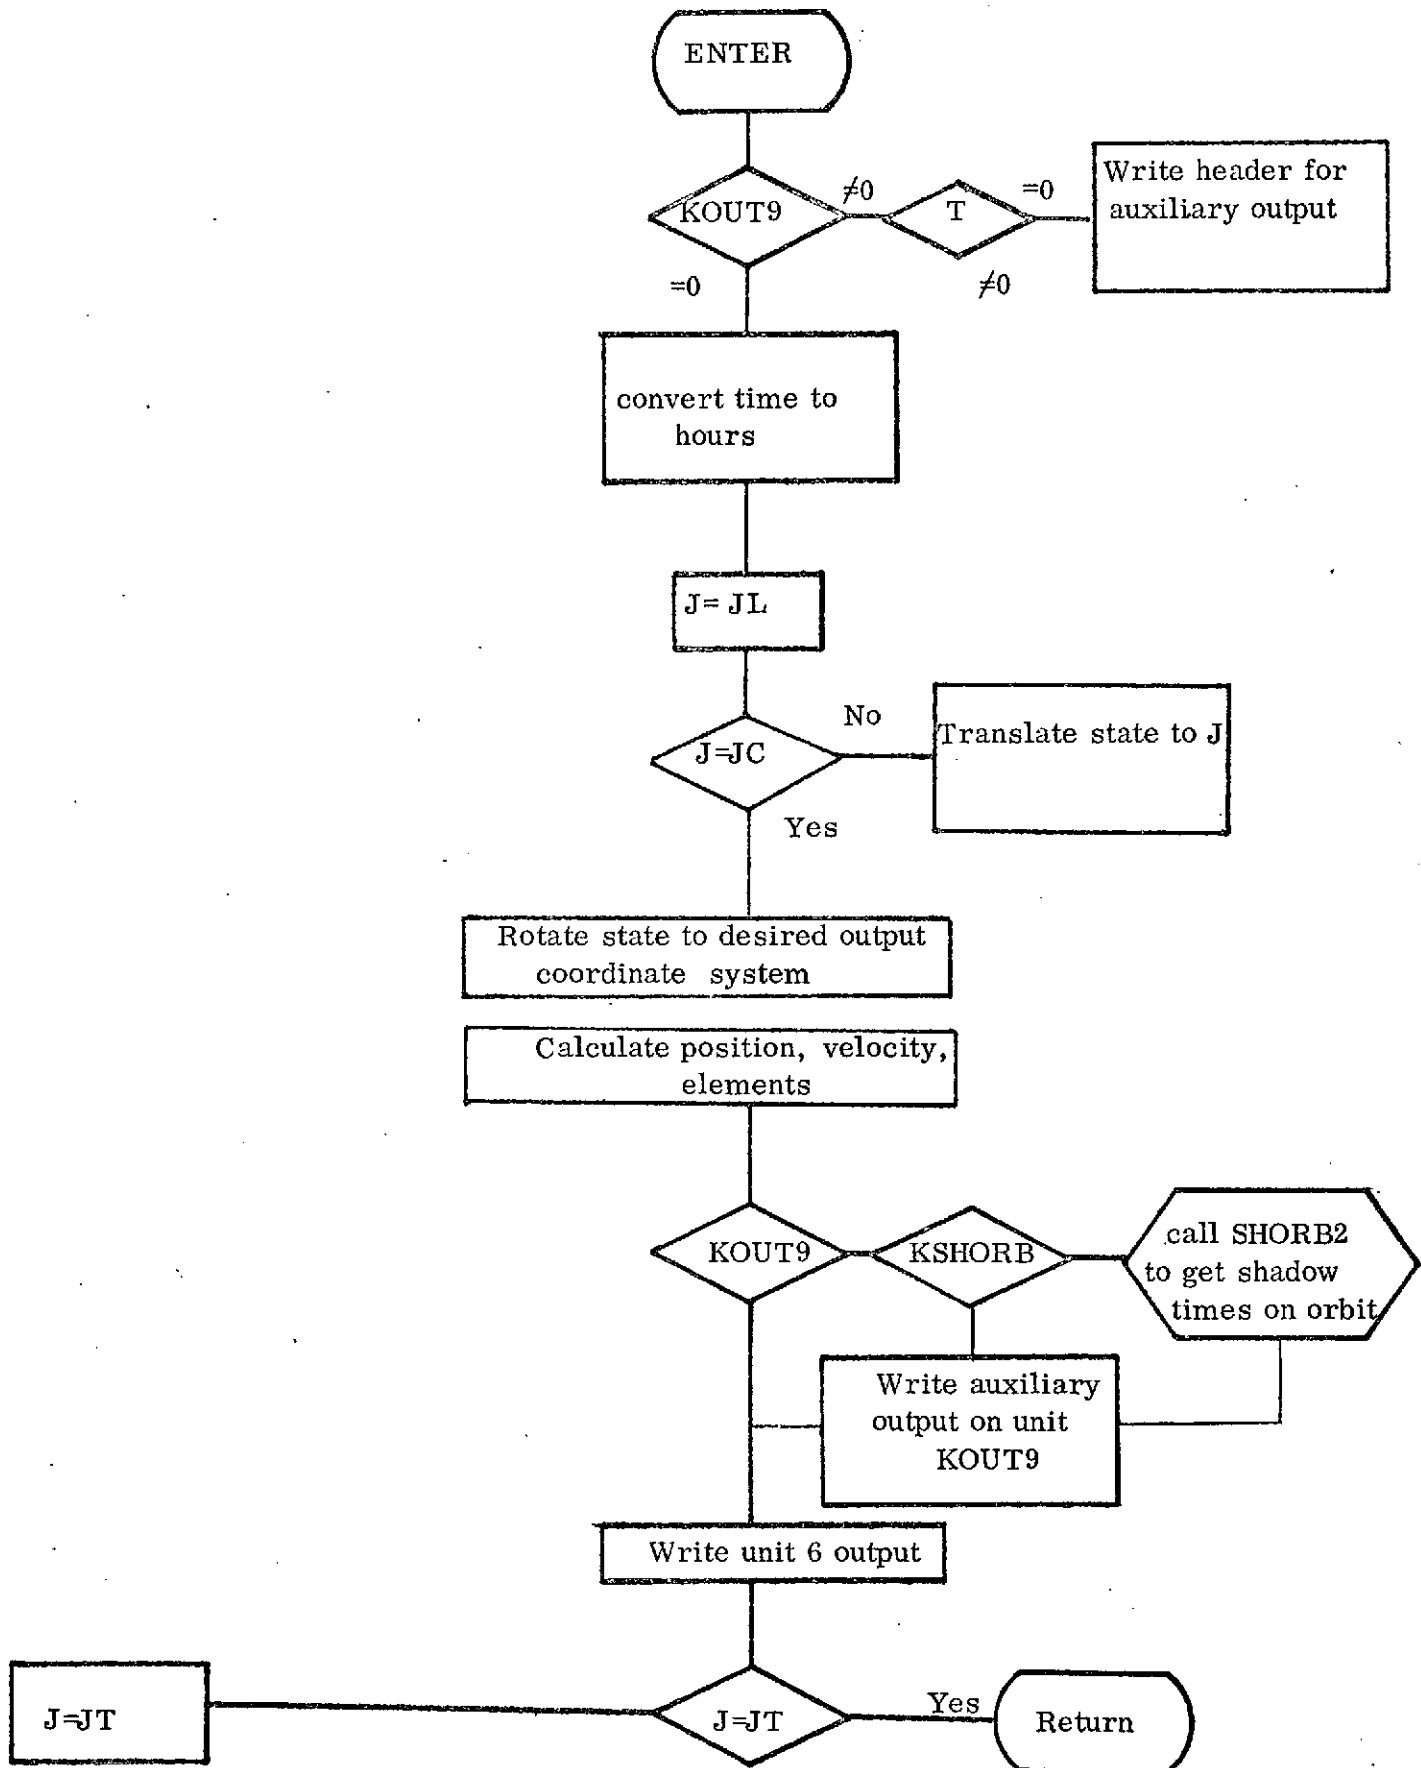 ENTER
KOUT9
≠0
T
=0
Write header for
auxiliary output
=0
≠0
convert time to
hours
J= JL
J=JC
No
Translate state to J
Yes
Rotate state to desired output
coordinate system
Calculate position, velocity,
elements
KOUT9
KSHORB
call SHORB2
to get shadow
times on orbit
Write auxiliary
output on unit
KOUT9
Write unit 6 output
J=JT
J=JT
Yes
Return